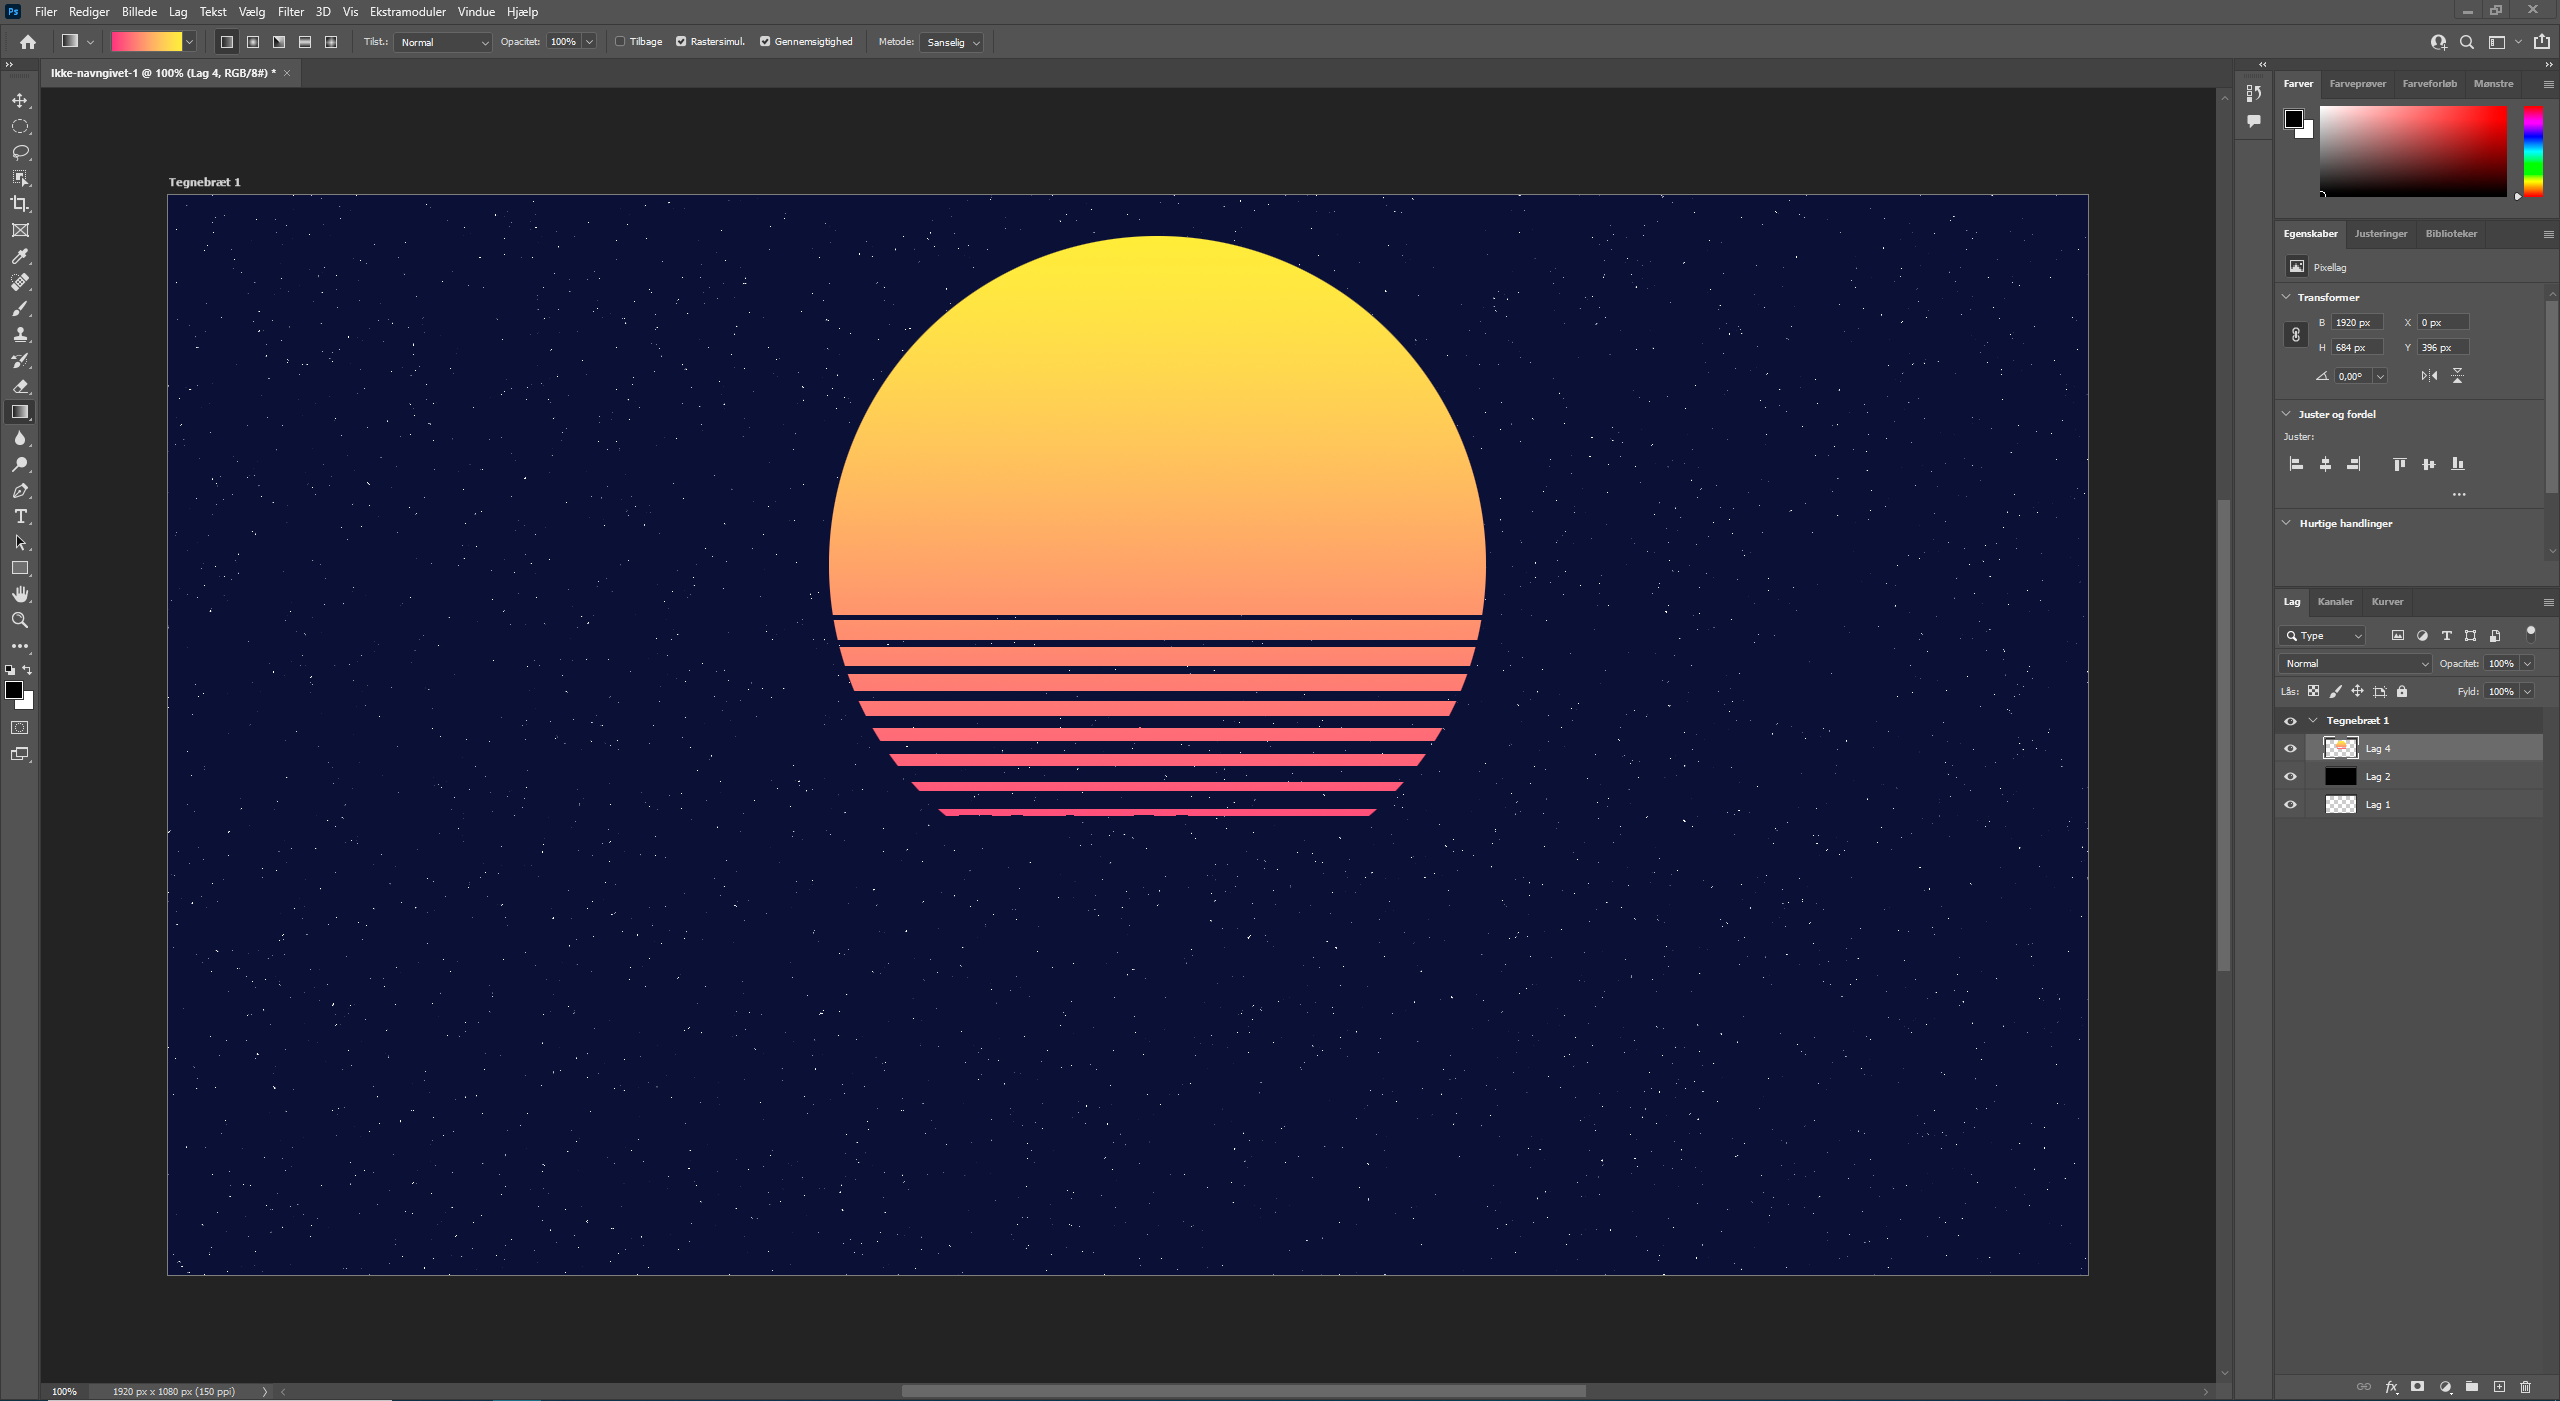 Ps Filer Rediger Billede Lag Tekst Vælg Filter 3D Vis Ekstramoduler Vindue Hjælp
Tilst.: Normal Opacitet: 100% Tilbage Rastersimul. Gennemsigtighed Metode: Sanselig
Ikke-navngivet-1 @ 100% (Lag 4, RGB/8#) *
Tegnebræt 1
100% 1920 px x 1080 px (150 ppi)
Farver Farveprøver Farveforløb Mønstre
Egenskaber Justeringer Biblioteker
Pixellag
Transformer
B 1920 px X 0 px
H 684 px Y 396 px
0,00°
Juster og fordel
Juster:
Hurtige handlinger
Lag Kanaler Kurver
Type
Normal Opacitet: 100%
Lås: Fyld: 100%
Tegnebræt 1
Lag 4
Lag 2
Lag 1
fx